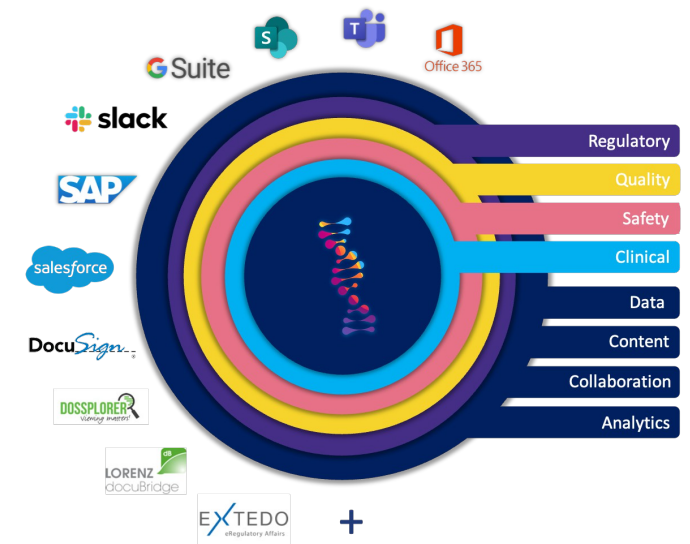 S
T
Office 365
G Suite
slack
SAP
salesforce
DocuSign
DOSSPLORER
Viewing matters!
dB
LORENZ
docuBridge
EXTEDO
eRegulatory Affairs
+
Regulatory
Quality
Safety
Clinical
Data
Content
Collaboration
Analytics